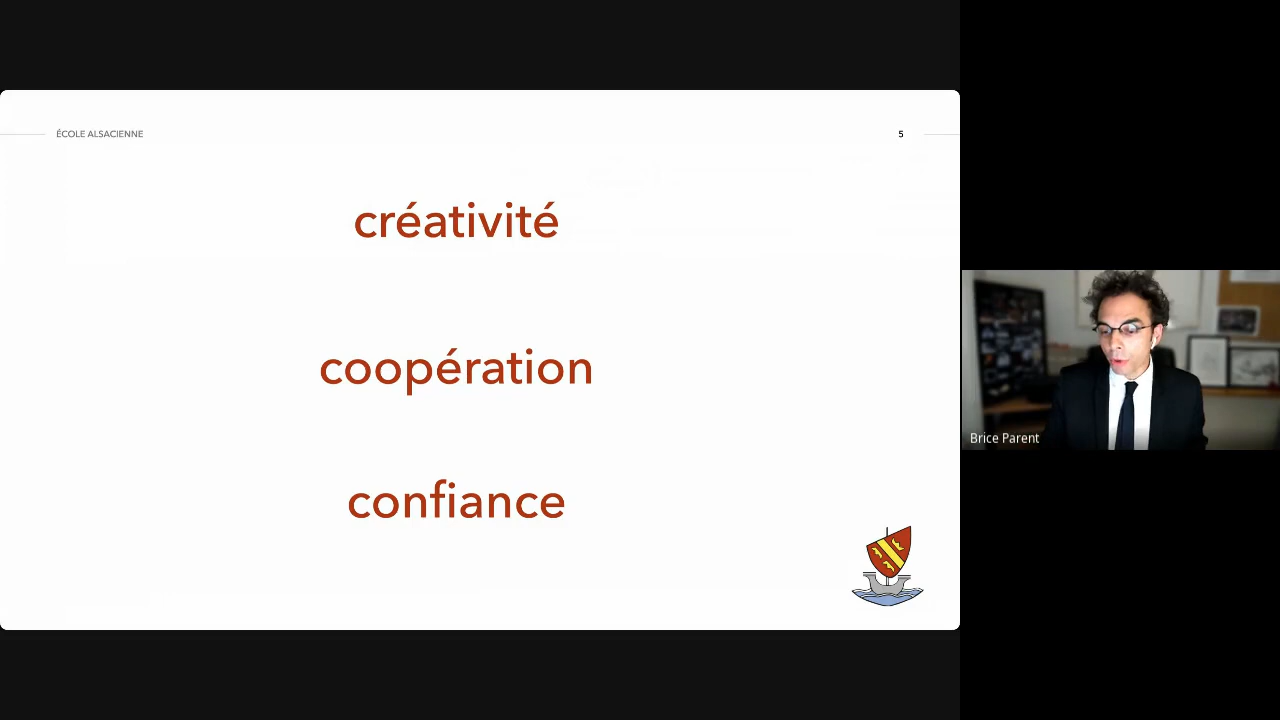 ÉCOLE ALSACIENNE
5
créativité
coopération
confiance
Brice Parent